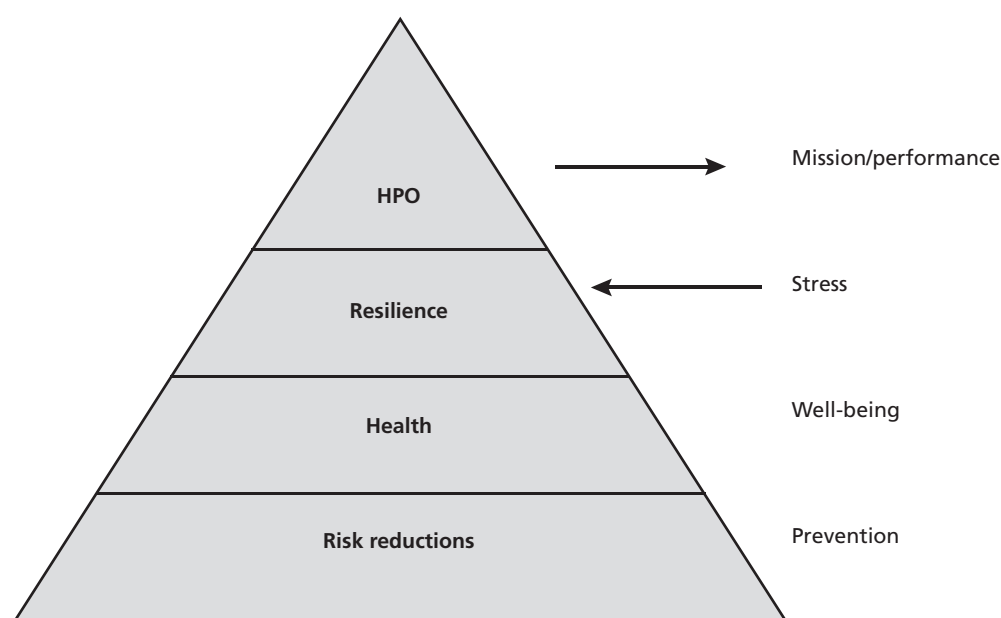 Mission/performance
HPO
Stress
Resilience
Well-being
Health
Prevention
Risk reductions